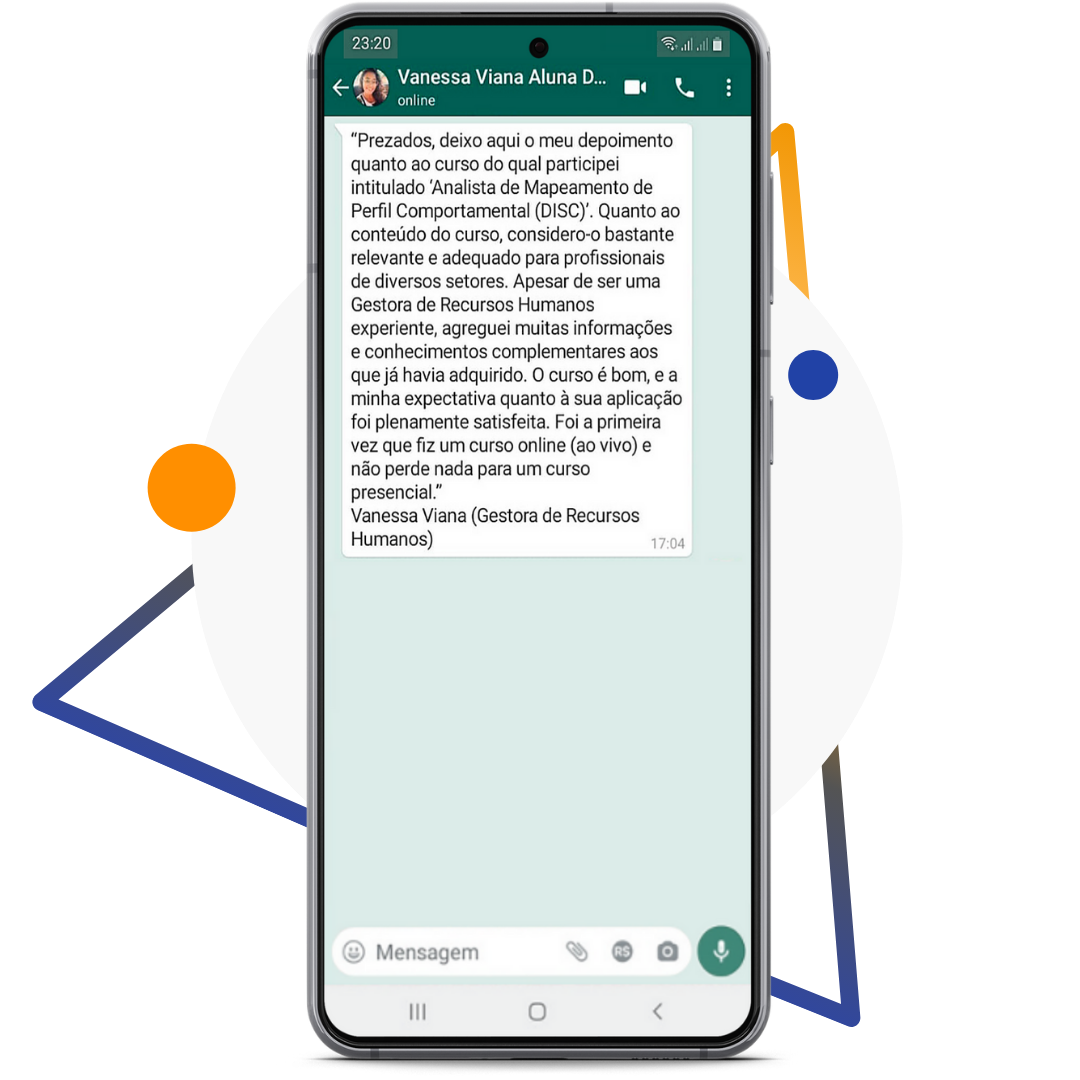 23:20
Vanessa Viana Aluna D...
online
“Prezados, deixo aqui o meu depoimento
quanto ao curso do qual participei
intitulado ‘Analista de Mapeamento de
Perfil Comportamental (DISC)’. Quanto ao
conteúdo do curso, considero-o bastante
relevante e adequado para profissionais
de diversos setores. Apesar de ser uma
Gestora de Recursos Humanos
experiente, agreguei muitas informações
e conhecimentos complementares aos
que já havia adquirido. O curso é bom, e a
minha expectativa quanto à sua aplicação
foi plenamente satisfeita. Foi a primeira
vez que fiz um curso online (ao vivo) e
não perde nada para um curso
presencial.”
Vanessa Viana (Gestora de Recursos
Humanos)
17:04
Mensagem
R$